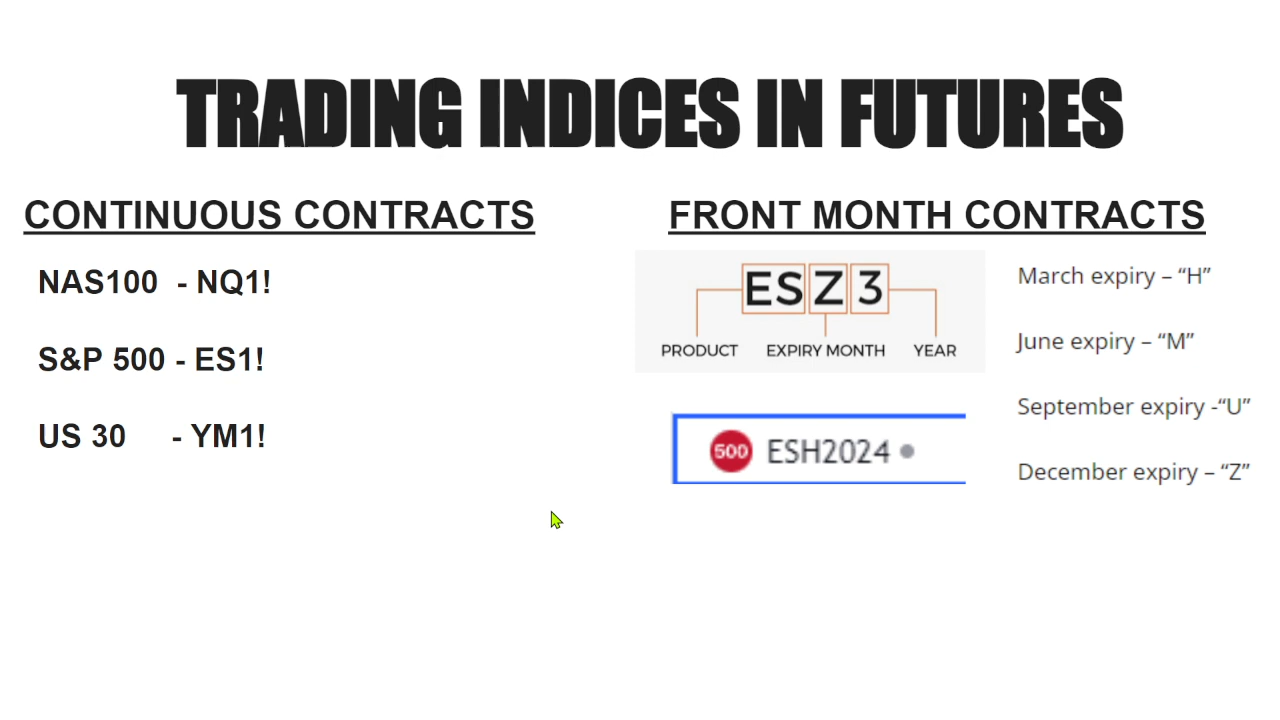 TRADING INDICES IN FUTURES
CONTINUOUS CONTRACTS
NAS100 - NQ1!
S&P 500 - ES1!
US 30 - YM1!
FRONT MONTH CONTRACTS
ESZ3
PRODUCT EXPIRY MONTH YEAR
500 ESH2024
March expiry – “H”
June expiry – “M”
September expiry -“U”
December expiry – “Z”